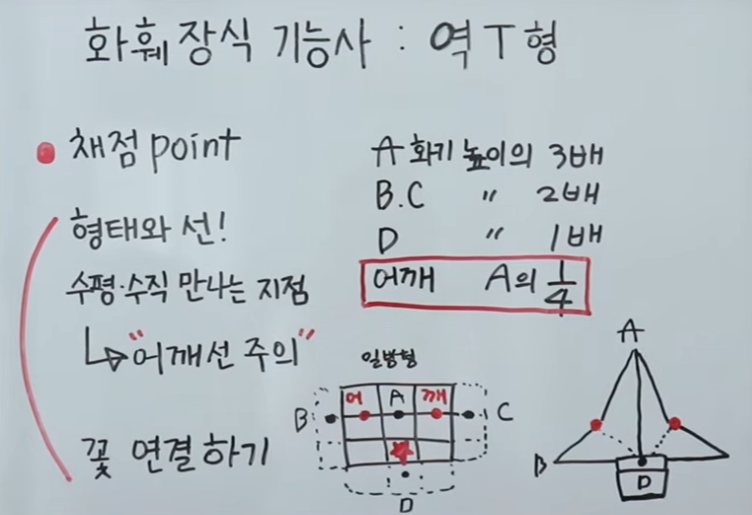 화훼장식 기능사 : 역T형
채점 point
형태와 선!
수평·수직 만나는 지점
"어깨선 주의"
꽃 연결하기
A 화기 높이의 3배
B.C 〃 2배
D 〃 1배
어깨 A의 1/4
일방형
어 A 깨
B C
D
A
B
D